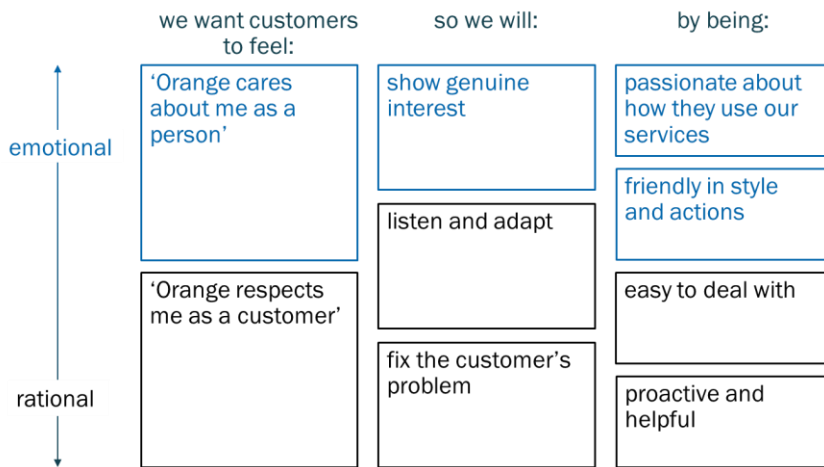 we want customers
to feel:
so we will:
by being:
emotional
rational
‘Orange cares
about me as a
person’
‘Orange respects
me as a customer’
show genuine
interest
listen and adapt
fix the customer’s
problem
passionate about
how they use our
services
friendly in style
and actions
easy to deal with
proactive and
helpful